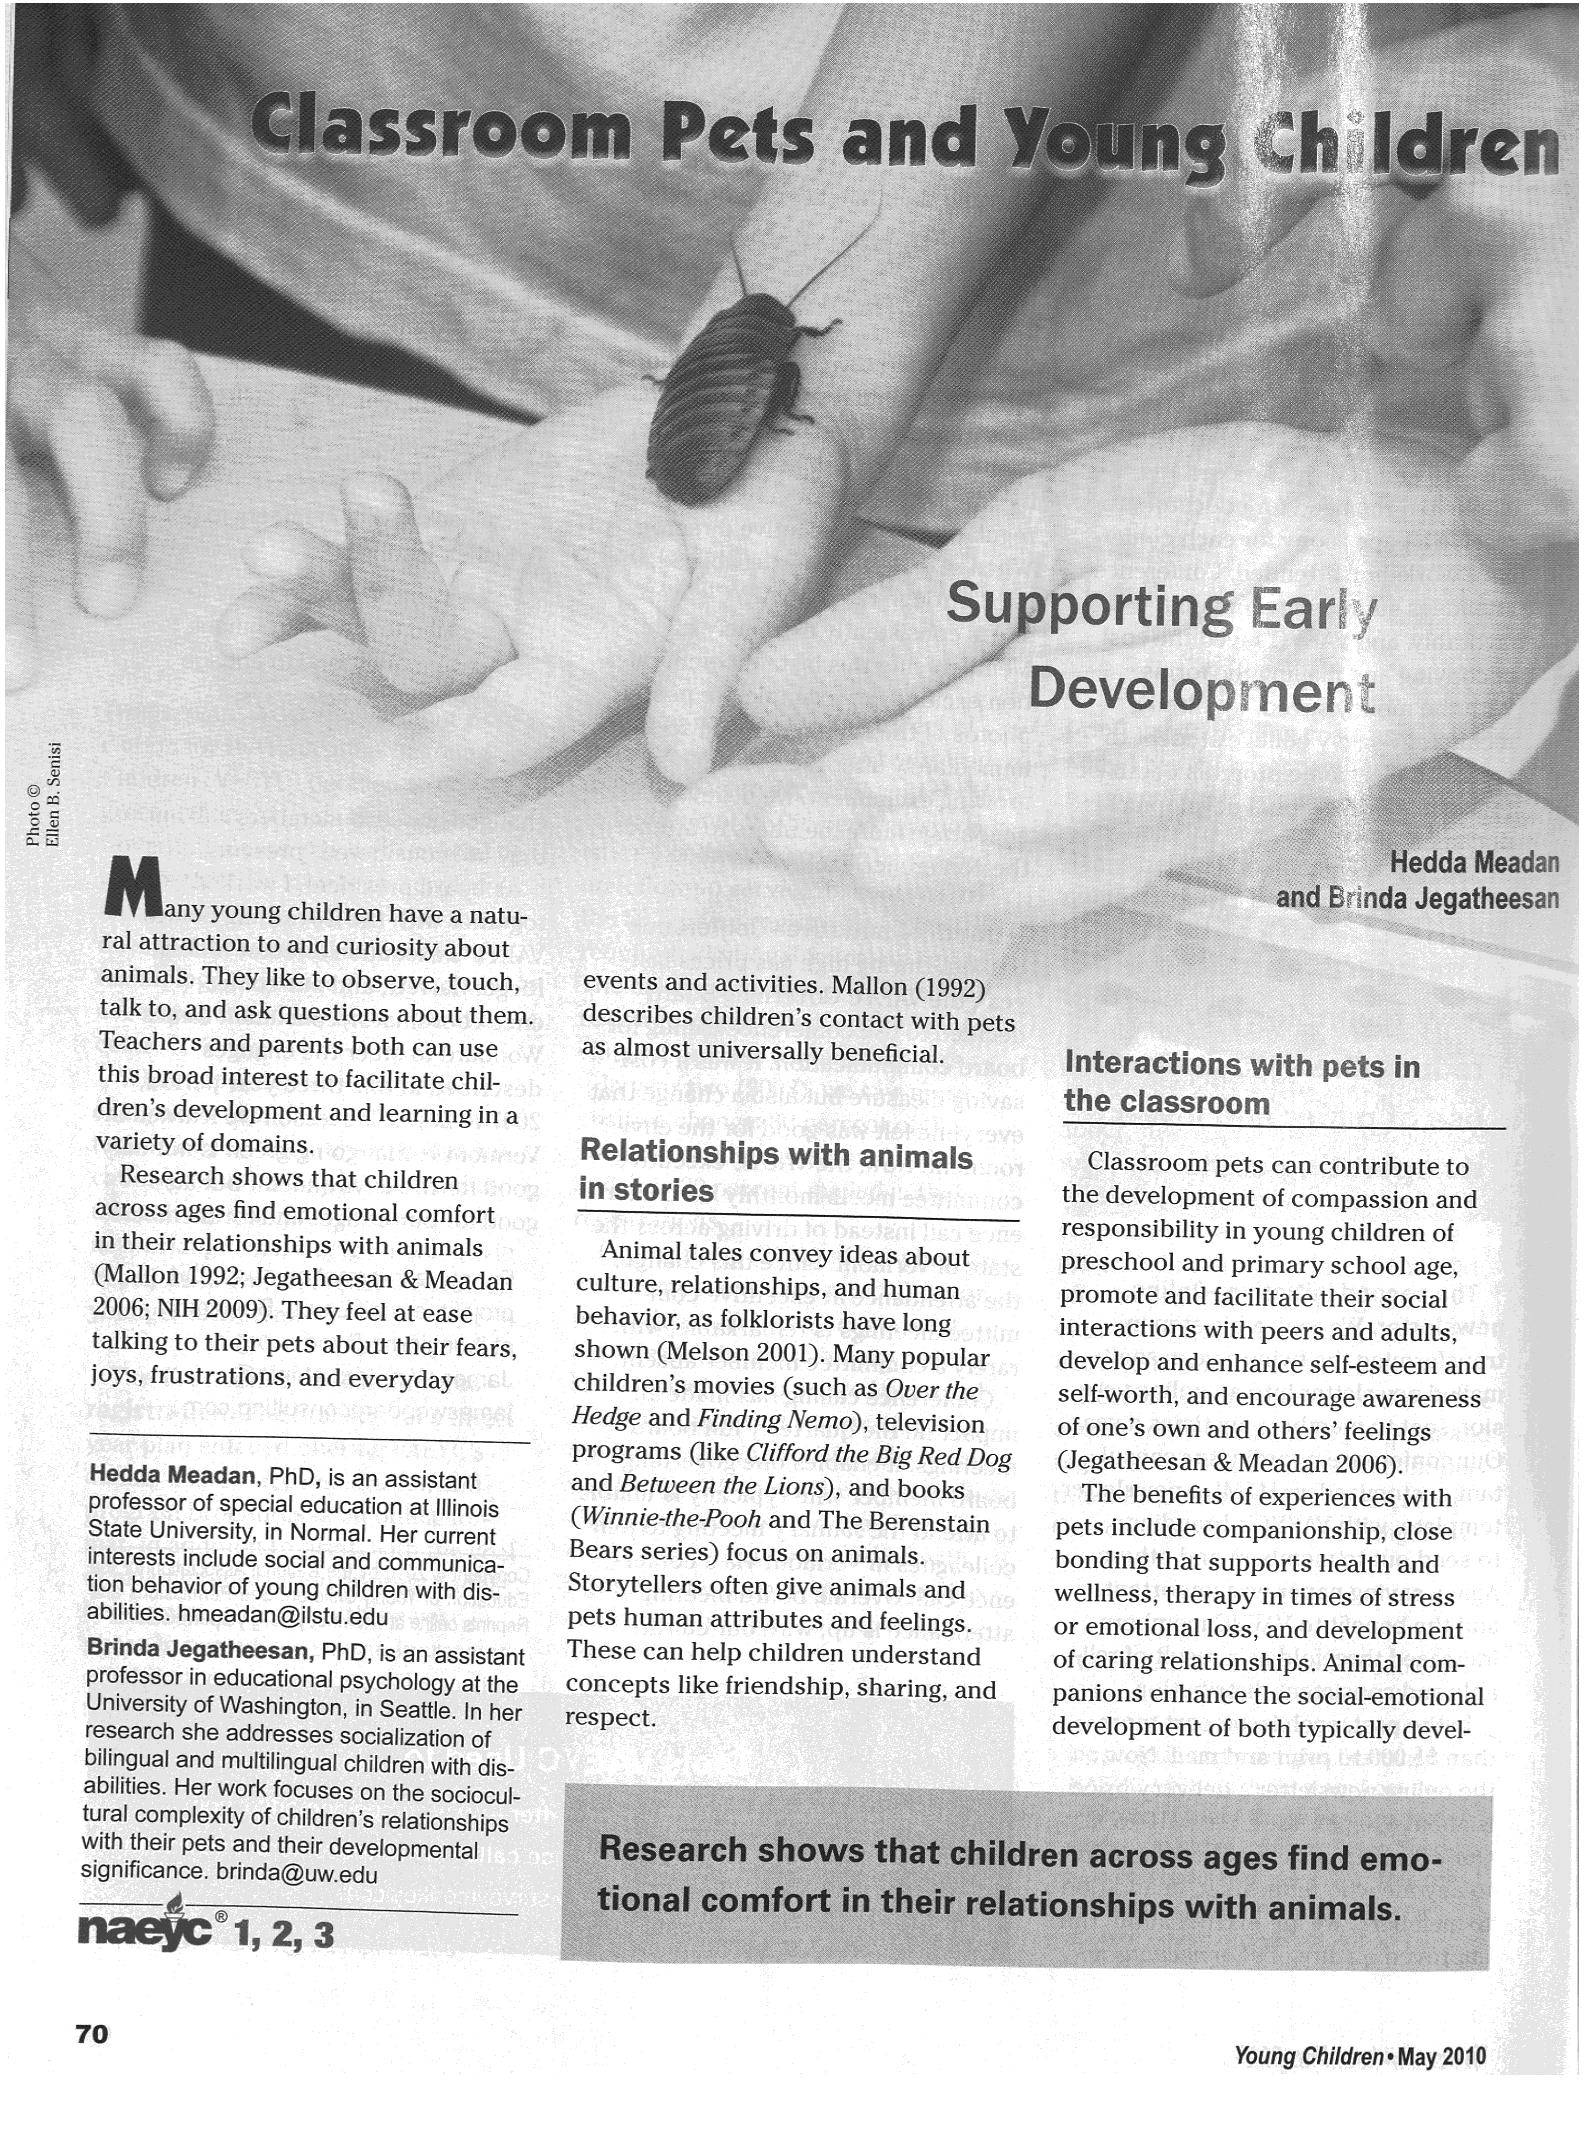 Classroom Pets and Young Children
Supporting Early
Development
Photo ©
Ellen B. Senisi
Hedda Meadan
and Brinda Jegatheesan
Many young children have a natu-
ral attraction to and curiosity about
animals. They like to observe, touch,
talk to, and ask questions about them.
Teachers and parents both can use
this broad interest to facilitate chil-
dren's development and learning in a
variety of domains.
Research shows that children
across ages find emotional comfort
in their relationships with animals
(Mallon 1992; Jegatheesan & Meadan
2006; NIH 2009). They feel at ease
talking to their pets about their fears,
joys, frustrations, and everyday
Hedda Meadan, PhD, is an assistant
professor of special education at Illinois
State University, in Normal. Her current
interests include social and communica-
tion behavior of young children with dis-
abilities. hmeadan@ilstu.edu
Brinda Jegatheesan, PhD, is an assistant
professor in educational psychology at the
University of Washington, in Seattle. In her
research she addresses socialization of
bilingual and multilingual children with dis-
abilities. Her work focuses on the sociocul-
tural complexity of children's relationships
with their pets and their developmental
significance. brinda@uw.edu
naeyc® 1, 2, 3
events and activities. Mallon (1992)
describes children's contact with pets
as almost universally beneficial.
Relationships with animals
in stories
Animal tales convey ideas about
culture, relationships, and human
behavior, as folklorists have long
shown (Melson 2001). Many popular
children's movies (such as Over the
Hedge and Finding Nemo), television
programs (like Clifford the Big Red Dog
and Between the Lions), and books
(Winnie-the-Pooh and The Berenstain
Bears series) focus on animals.
Storytellers often give animals and
pets human attributes and feelings.
These can help children understand
concepts like friendship, sharing, and
respect.
Interactions with pets in
the classroom
Classroom pets can contribute to
the development of compassion and
responsibility in young children of
preschool and primary school age,
promote and facilitate their social
interactions with peers and adults,
develop and enhance self-esteem and
self-worth, and encourage awareness
of one's own and others' feelings
(Jegatheesan & Meadan 2006).
The benefits of experiences with
pets include companionship, close
bonding that supports health and
wellness, therapy in times of stress
or emotional loss, and development
of caring relationships. Animal com-
panions enhance the social-emotional
development of both typically devel-
Research shows that children across ages find emo-
tional comfort in their relationships with animals.
70
Young Children • May 2010